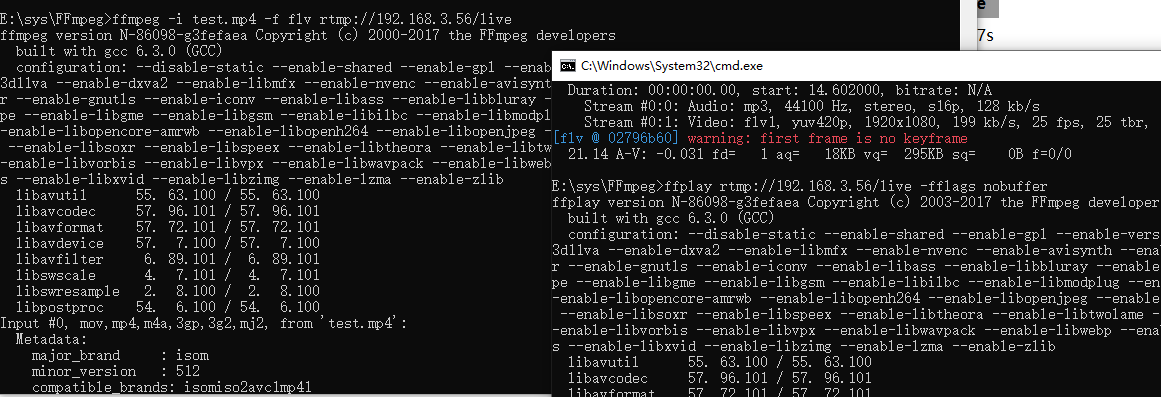 E:\sys\FFmpeg>ffmpeg -i test.mp4 -f flv rtmp://192.168.3.56/live
ffmpeg version N-86098-g3fefaea Copyright (c) 2000-2017 the FFmpeg developers
built with gcc 6.3.0 (GCC)
configuration: --disable-static --enable-shared --enable-gpl --en
3dllva --enable-dxva2 --enable-libmfx --enable-nvenc --enable-avisynt
r --enable-gnutls --enable-iconv --enable-libass --enable-libbluray -
pe --enable-libgme --enable-libgsm --enable-libilbc --enable-libmodpl
-enable-libopencore-amrwb --enable-libopenh264 --enable-libopenjpeg -
--enable-libsoxr --enable-libspeex --enable-libtheora --enable-libtw
enable-libvorbis --enable-libvpx --enable-libwavpack --enable-libweb
s --enable-libxvid --enable-libzimg --enable-lzma --enable-zlib
libavutil 55. 63.100 / 55. 63.100
libavcodec 57. 96.101 / 57. 96.101
libavformat 57. 72.101 / 57. 72.101
libavdevice 57. 7.100 / 57. 7.100
libavfilter 6. 89.101 / 6. 89.101
libswscale 4. 7.101 / 4. 7.101
libswresample 2. 8.100 / 2. 8.100
libpostproc 54. 6.100 / 54. 6.100
Input #0, mov,mp4,m4a,3gp,3g2,mj2, from 'test.mp4':
Metadata:
major_brand : isom
minor_version : 512
compatible_brands: isomiso2avc1mp41
e
7s
C:\Windows\System32\cmd.exe
Duration: 00:00:00.00, start: 14.602000, bitrate: N/A
Stream #0:0: Audio: mp3, 44100 Hz, stereo, s16p, 128 kb/s
Stream #0:1: Video: flv1, yuv420p, 1920x1080, 199 kb/s, 25 fps, 25 tbr,
[flv @ 02796b60] warning: first frame is no keyframe
21.14 A-V: -0.031 fd= 1 aq= 18KB vq= 295KB sq= 0B f=0/0
E:\sys\FFmpeg>ffplay rtmp://192.168.3.56/live -fflags nobuffer
ffplay version N-86098-g3fefaea Copyright (c) 2003-2017 the FFmpeg developer
built with gcc 6.3.0 (GCC)
configuration: --disable-static --enable-shared --enable-gpl --enable-vers
3dllva --enable-dxva2 --enable-libmfx --enable-nvenc --enable-avisynth --en
r --enable-gnutls --enable-iconv --enable-libass --enable-libbluray --enabl
pe --enable-libgme --enable-libgsm --enable-libilbc --enable-libmodplug --e
-enable-libopencore-amrwb --enable-libopenh264 --enable-libopenjpeg --enabl
--enable-libsoxr --enable-libspeex --enable-libtheora --enable-libtwolame
enable-libvorbis --enable-libvpx --enable-libwavpack --enable-libwebp --en
s --enable-libxvid --enable-libzimg --enable-lzma --enable-zlib
libavutil 55. 63.100 / 55. 63.100
libavcodec 57. 96.101 / 57. 96.101
libavformat 57. 72.101 / 57. 72.101